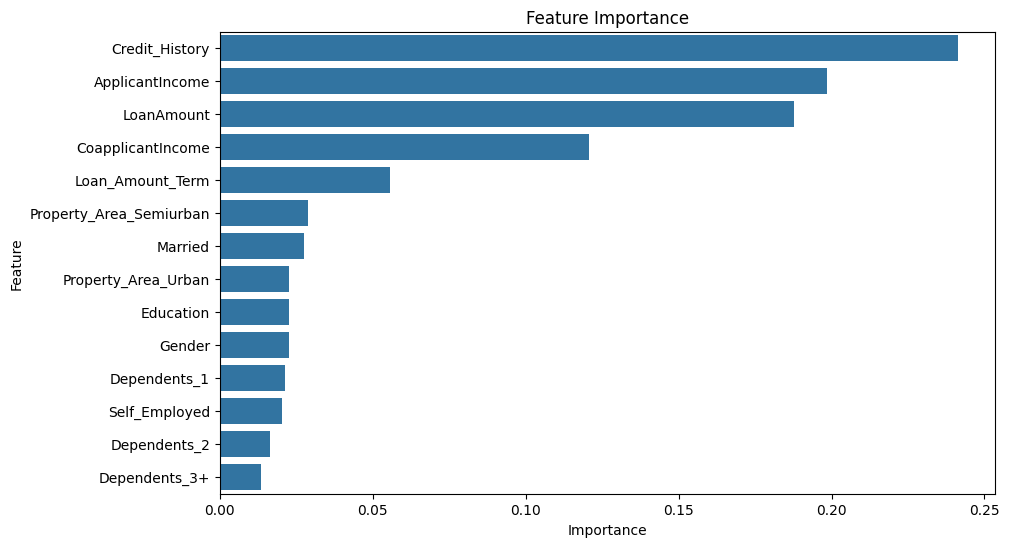 Feature Importance
Credit_History
ApplicantIncome
LoanAmount
CoapplicantIncome
Loan_Amount_Term
Property_Area_Semiurban
Married
Property_Area_Urban
Education
Gender
Dependents_1
Self_Employed
Dependents_2
Dependents_3+
Feature
0.00 0.05 0.10 0.15 0.20 0.25
Importance